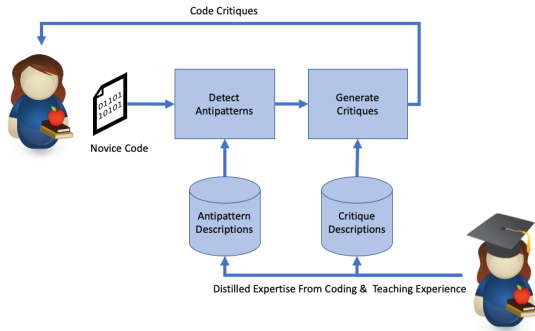 Code Critiques
Detect
Antipatterns
Generate
Critiques
01101
10101
Novice Code
Antipattern
Descriptions
Critique
Descriptions
Distilled Expertise From Coding & Teaching Experience